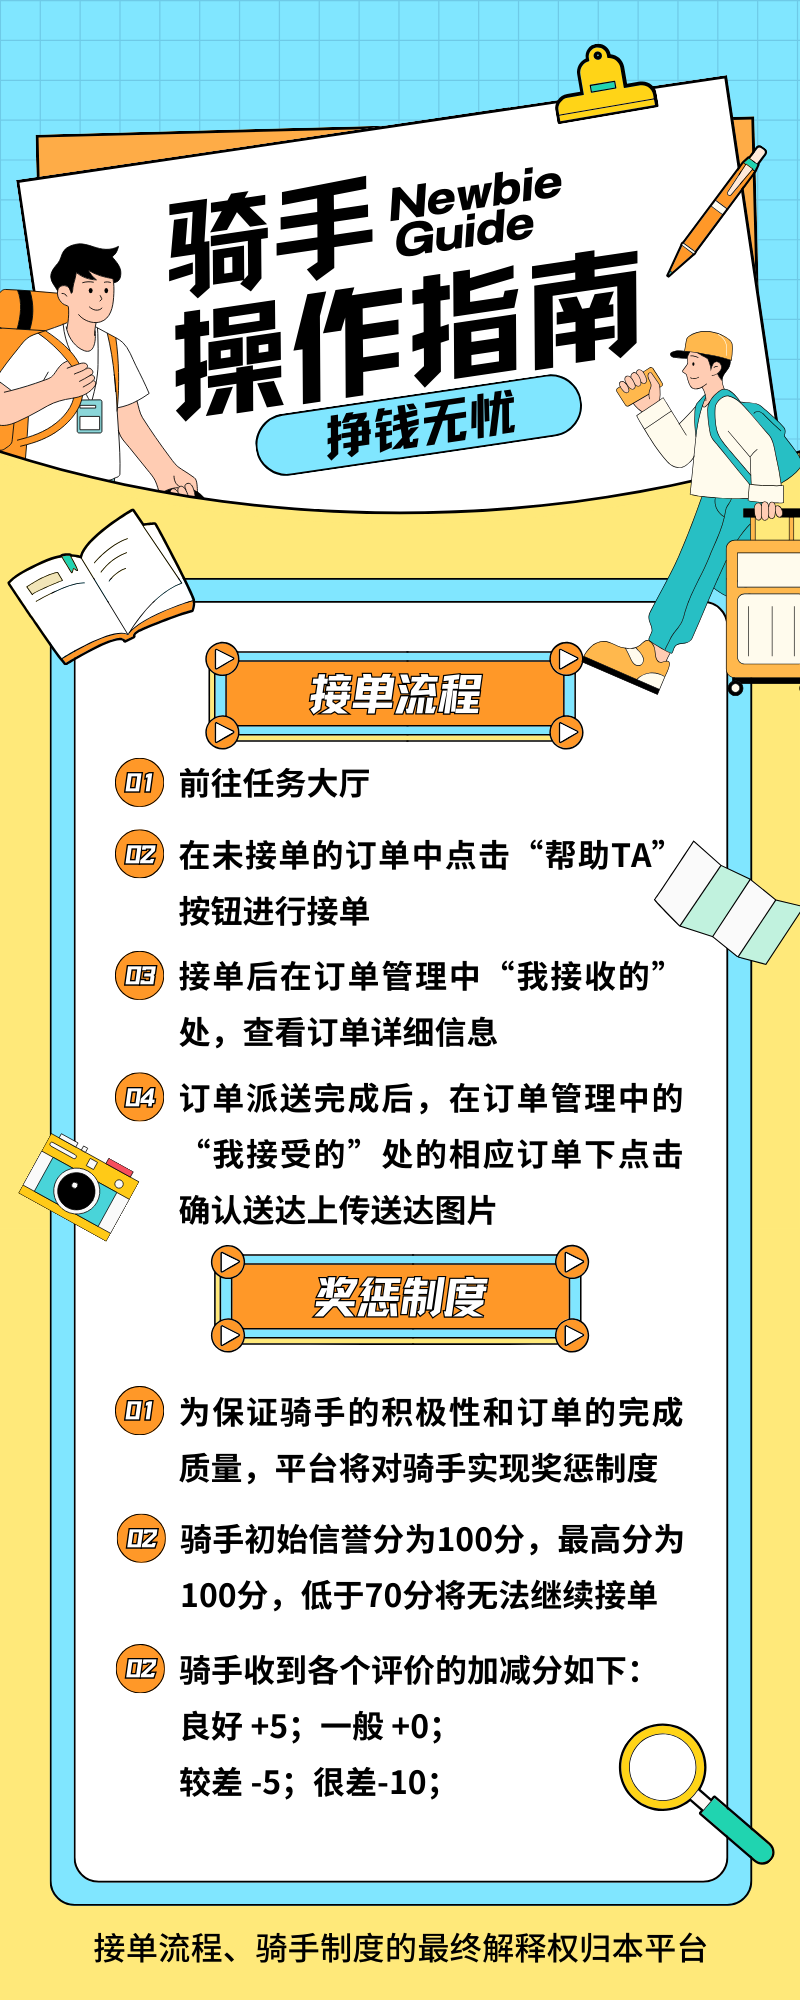 骑手 Newbie
Guide
操作指南
挣钱无忧
接单流程
01 前往任务大厅
02 在未接单的订单中点击“帮助TA”
按钮进行接单
03 接单后在订单管理中“我接收的”
处，查看订单详细信息
04 订单派送完成后，在订单管理中的
“我接受的”处的相应订单下点击
确认送达上传送达图片
奖惩制度
01 为保证骑手的积极性和订单的完成
质量，平台将对骑手实现奖惩制度
02 骑手初始信誉分为100分，最高分为
100分，低于70分将无法继续接单
02 骑手收到各个评价的加减分如下：
良好 +5；一般 +0；
较差 -5；很差-10；
接单流程、骑手制度的最终解释权归本平台